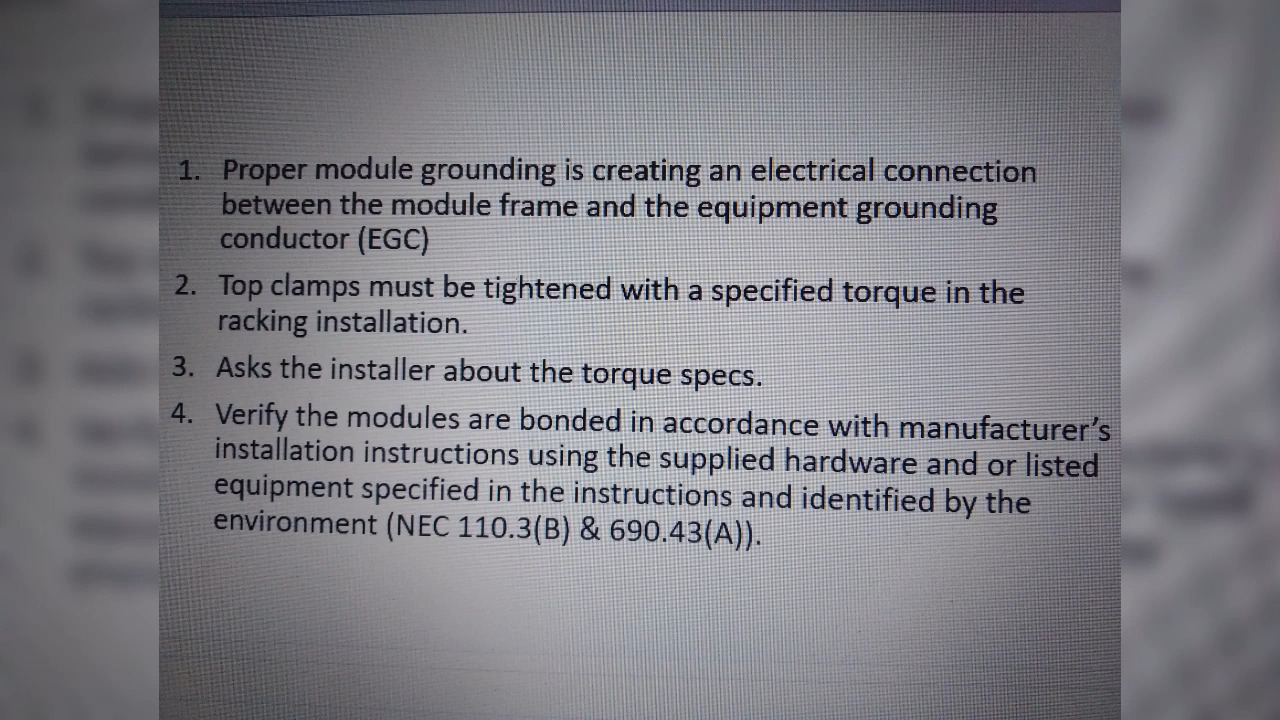 1. Proper module grounding is creating an electrical connection
between the module frame and the equipment grounding
conductor (EGC)
2. Top clamps must be tightened with a specified torque in the
racking installation.
3. Asks the installer about the torque specs.
4. Verify the modules are bonded in accordance with manufacturer's
installation instructions using the supplied hardware and or listed
equipment specified in the instructions and identified by the
environment (NEC 110.3(B) & 690.43(A)).